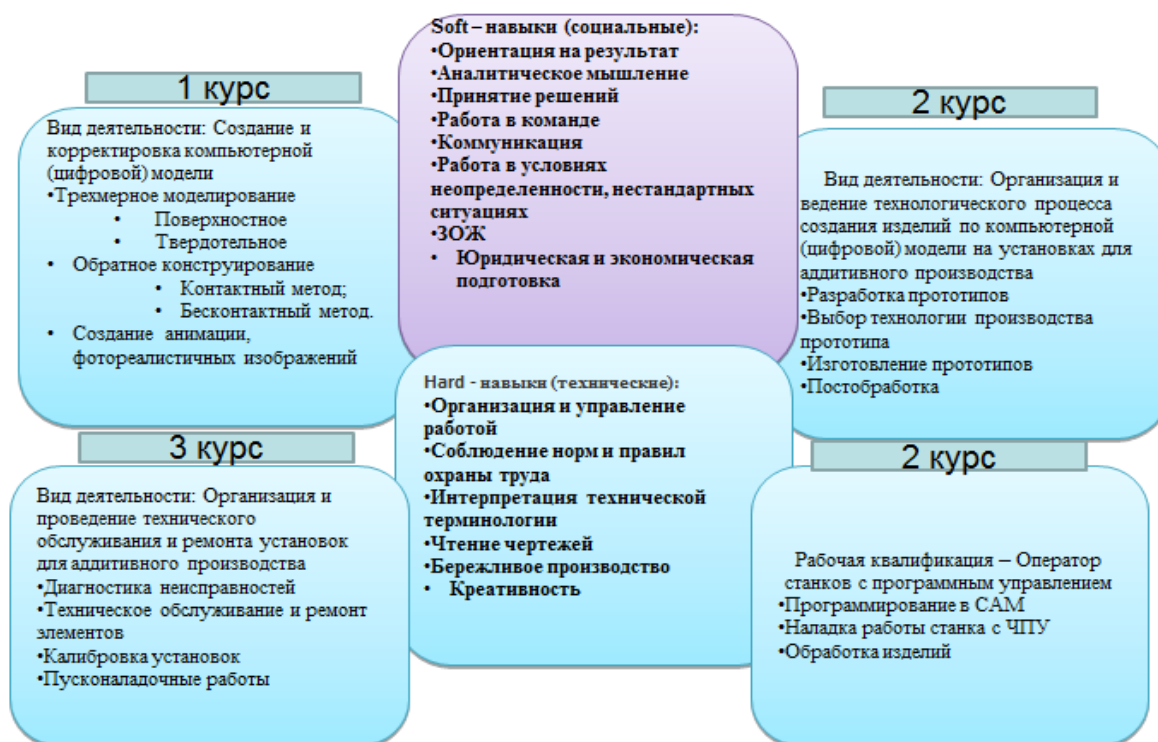 1 курс
Вид деятельности: Создание и
корректировка компьютерной
(цифровой) модели
•Трехмерное моделирование
• Поверхностное
• Твердотельное
• Обратное конструирование
• Контактный метод;
• Бесконтактный метод.
• Создание анимации,
фотореалистичных изображений
Soft – навыки (социальные):
•Ориентация на результат
•Аналитическое мышление
•Принятие решений
•Работа в команде
•Коммуникация
•Работа в условиях
неопределенности, нестандартных
ситуациях
•ЗОЖ
• Юридическая и экономическая
подготовка
2 курс
Вид деятельности: Организация и
ведение технологического процесса
создания изделий по компьютерной
(цифровой) модели на установках для
аддитивного производства
•Разработка прототипов
•Выбор технологии производства
прототипа
•Изготовление прототипов
•Постобработка
3 курс
Вид деятельности: Организация и
проведение технического
обслуживания и ремонта установок
для аддитивного производства
•Диагностика неисправностей
•Техническое обслуживание и ремонт
элементов
•Калибровка установок
•Пусконаладочные работы
Hard - навыки (технические):
•Организация и управление
работой
•Соблюдение норм и правил
охраны труда
•Интерпретация технической
терминологии
•Чтение чертежей
•Бережливое производство
• Креативность
2 курс
Рабочая квалификация – Оператор
станков с программным управлением
•Программирование в САМ
•Наладка работы станка с ЧПУ
•Обработка изделий